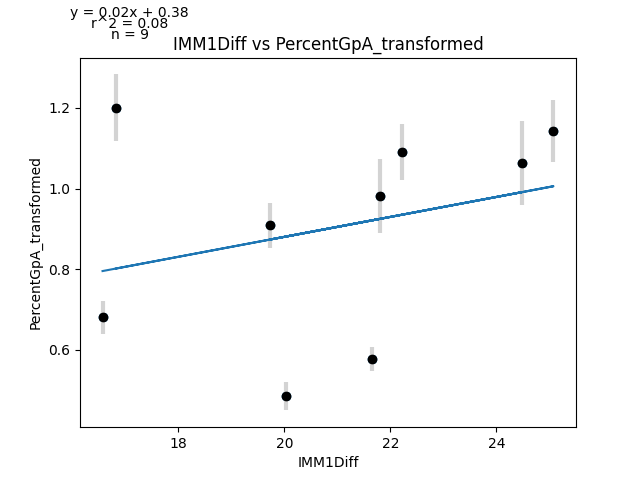 y = 0.02x + 0.38
r^2 = 0.08
n = 9
IMM1Diff vs PercentGpA_transformed
PercentGpA_transformed
1.2
1.0
0.8
0.6
18
20
22
24
IMM1Diff